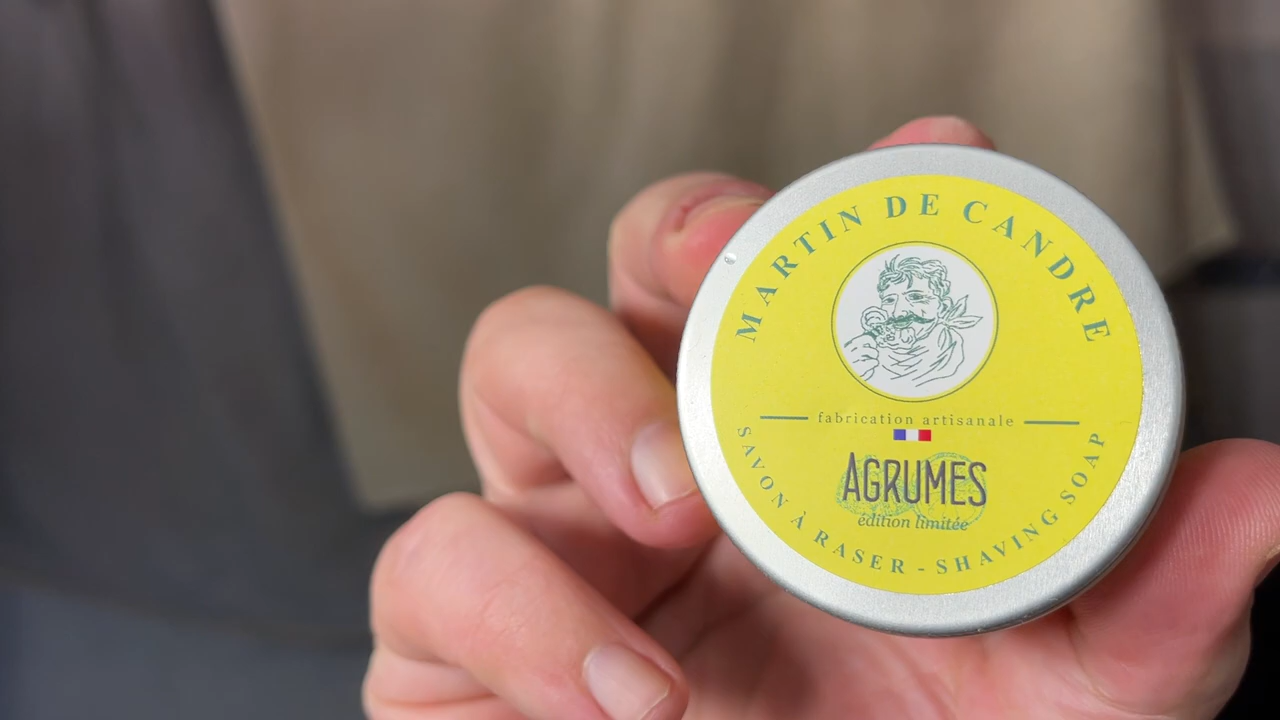 MARTIN DE CANDRE
fabrication artisanale
AGRUMES
édition limitée
SAVON À RASER - SHAVING SOAP